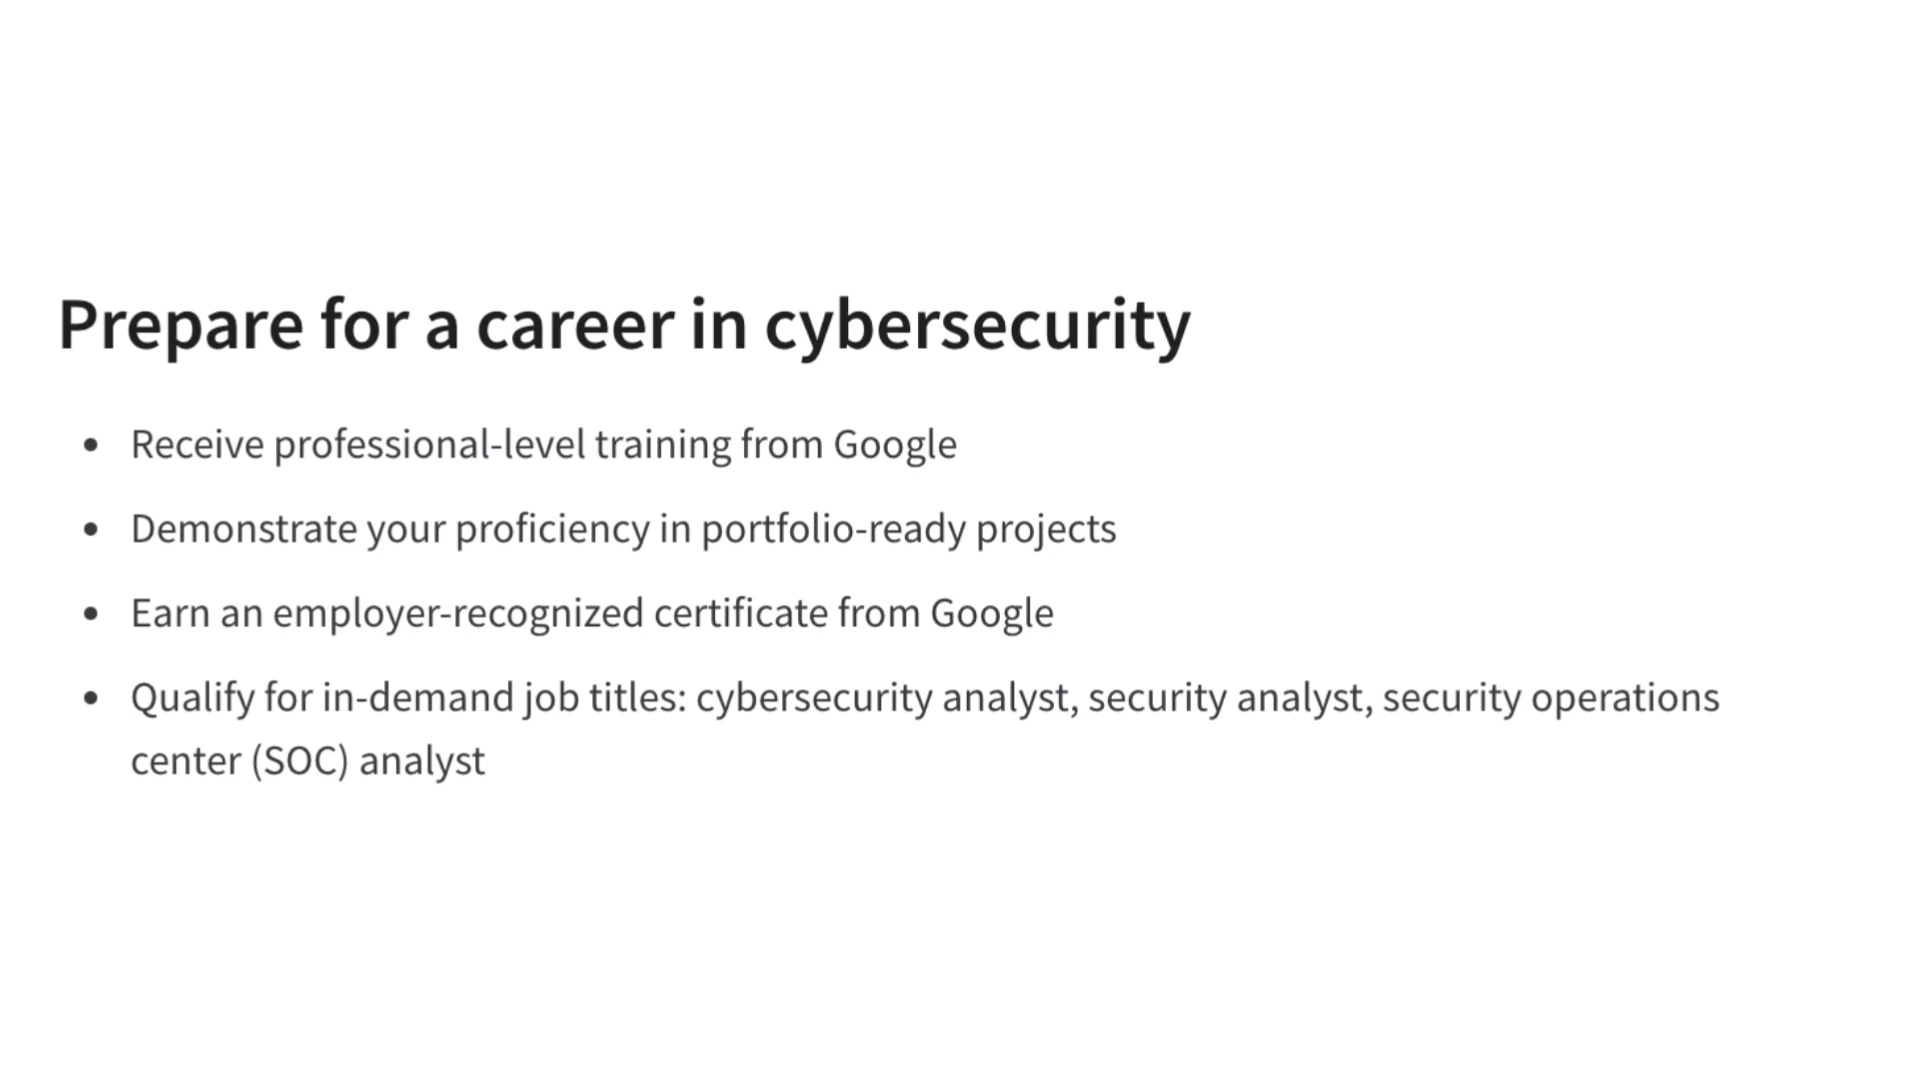 Prepare for a career in cybersecurity
• Receive professional-level training from Google
• Demonstrate your proficiency in portfolio-ready projects
• Earn an employer-recognized certificate from Google
• Qualify for in-demand job titles: cybersecurity analyst, security analyst, security operations
center (SOC) analyst